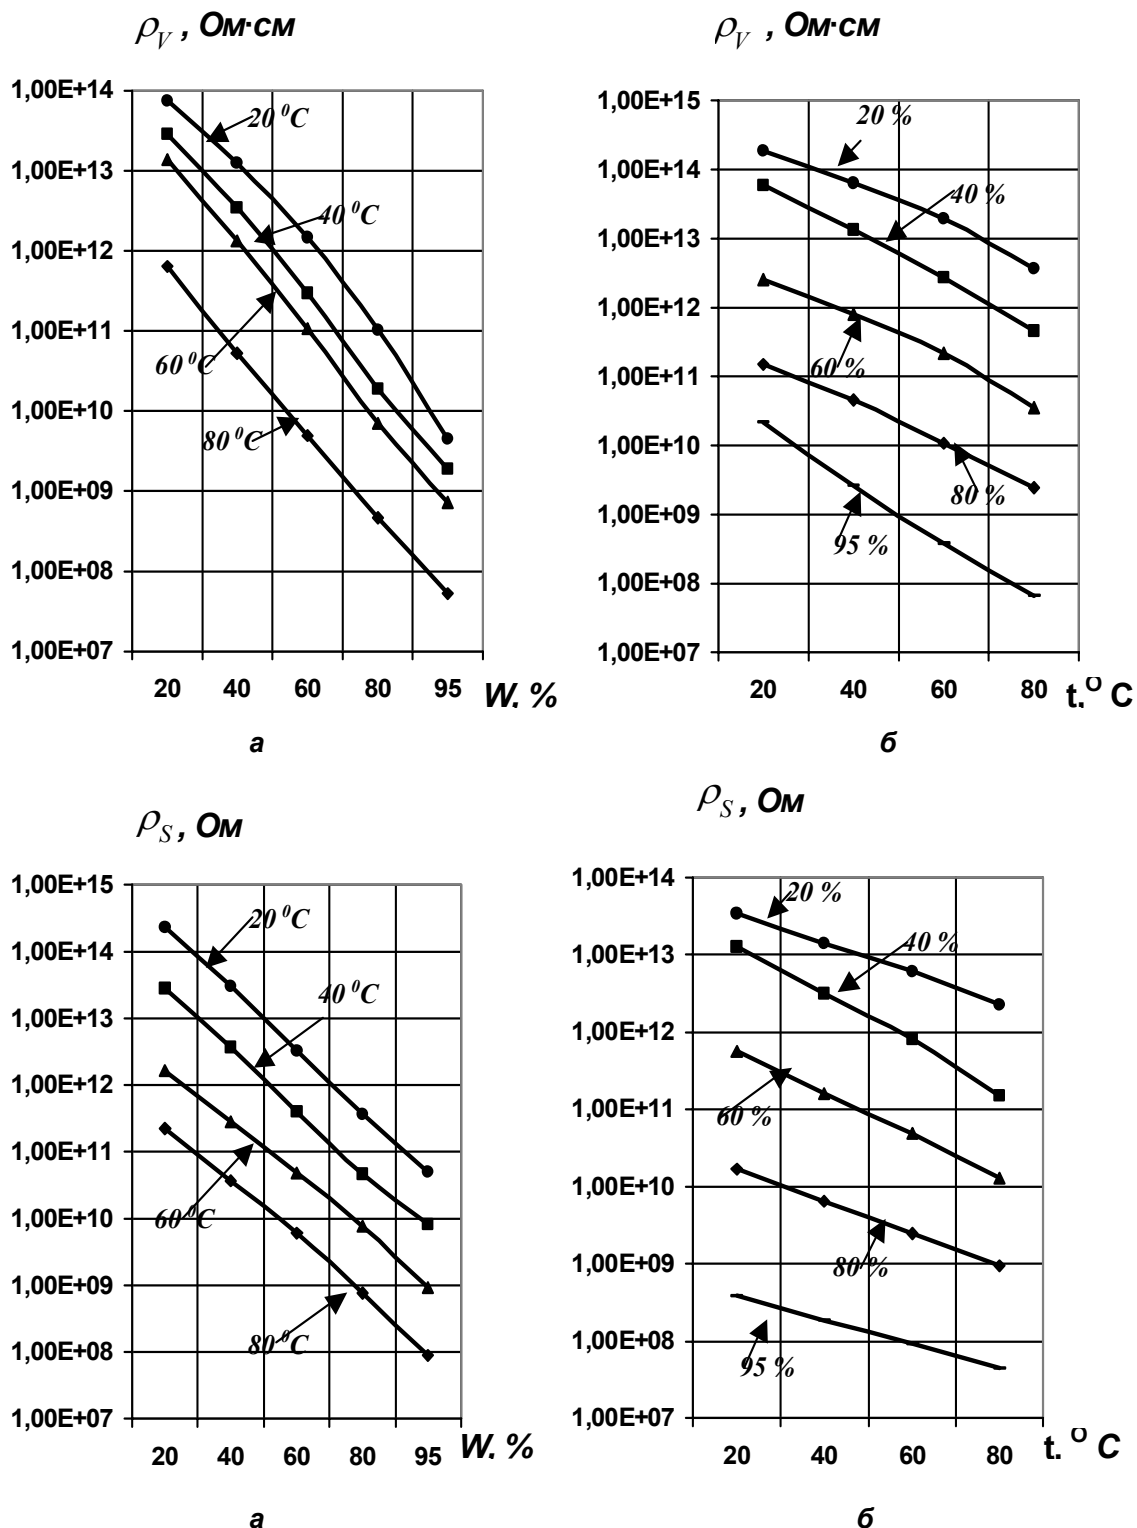 ρV , Ом·см
1,00E+14
1,00E+13
1,00E+12
1,00E+11
1,00E+10
1,00E+09
1,00E+08
1,00E+07
20 ⁰C
40 ⁰C
60 ⁰C
80 ⁰C
20 40 60 80 95 W. %
а
ρV , Ом·см
1,00E+15
1,00E+14
1,00E+13
1,00E+12
1,00E+11
1,00E+10
1,00E+09
1,00E+08
1,00E+07
20 %
40 %
60 %
80 %
95 %
20 40 60 80 t.О С
б
ρS , Ом
1,00E+15
1,00E+14
1,00E+13
1,00E+12
1,00E+11
1,00E+10
1,00E+09
1,00E+08
1,00E+07
20 ⁰C
40 ⁰C
60 ⁰C
80 ⁰C
20 40 60 80 95 W. %
а
ρS , Ом
1,00E+14
1,00E+13
1,00E+12
1,00E+11
1,00E+10
1,00E+09
1,00E+08
1,00E+07
20 %
40 %
60 %
80 %
95 %
20 40 60 80 t. О С
б